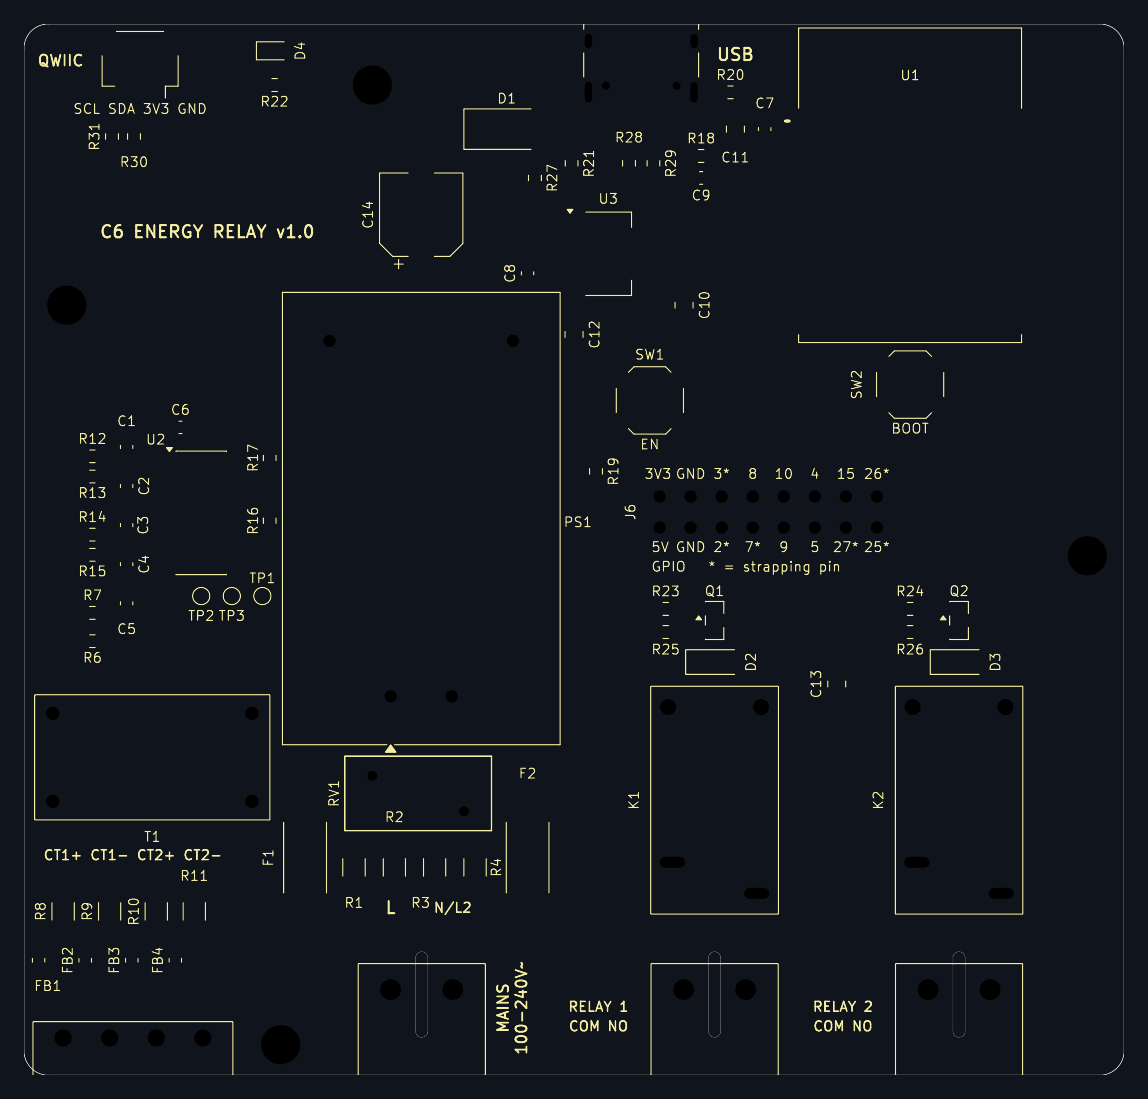 QWIIC
D4
USB
R20
U1
R22
D1
C7
SCL SDA 3V3 GND
R31
R30
R28
R18
C11
R21
R29
R27
C9
U3
C14
C6 ENERGY RELAY v1.0
+
C8
C10
C12
SW1
SW2
EN
BOOT
C6
C1
R12
U2
R17
R19
R13
C2
3V3 GND 3* 8 10 4 15 26*
J6
R14
C3
R16
PS1
R15
C4
5V GND 2* 7* 9 5 27* 25*
GPIO * = strapping pin
TP1
R7
TP2
TP3
C5
R6
R23
Q1
R24
Q2
R25
R26
D2
D3
C13
F2
RV1
K1
K2
R2
T1
CT1+ CT1- CT2+ CT2-
F1
R4
R11
R1
R3
L
N/L2
R8
R9
R10
FB2
FB3
FB4
FB1
MAINS
100-240V~
RELAY 1
COM NO
RELAY 2
COM NO